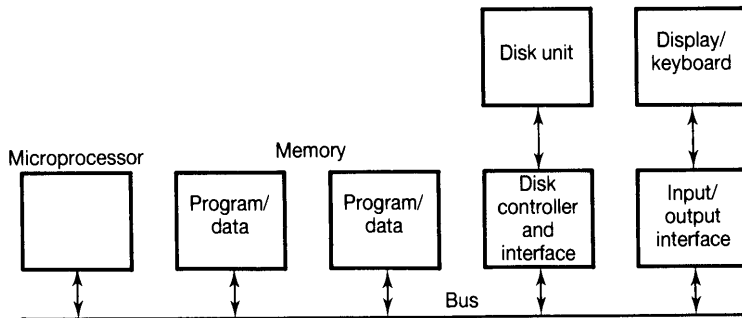 Disk unit
Display/
keyboard
Microprocessor
Memory
Program/
data
Program/
data
Disk
controller
and
interface
Input/
output
interface
Bus